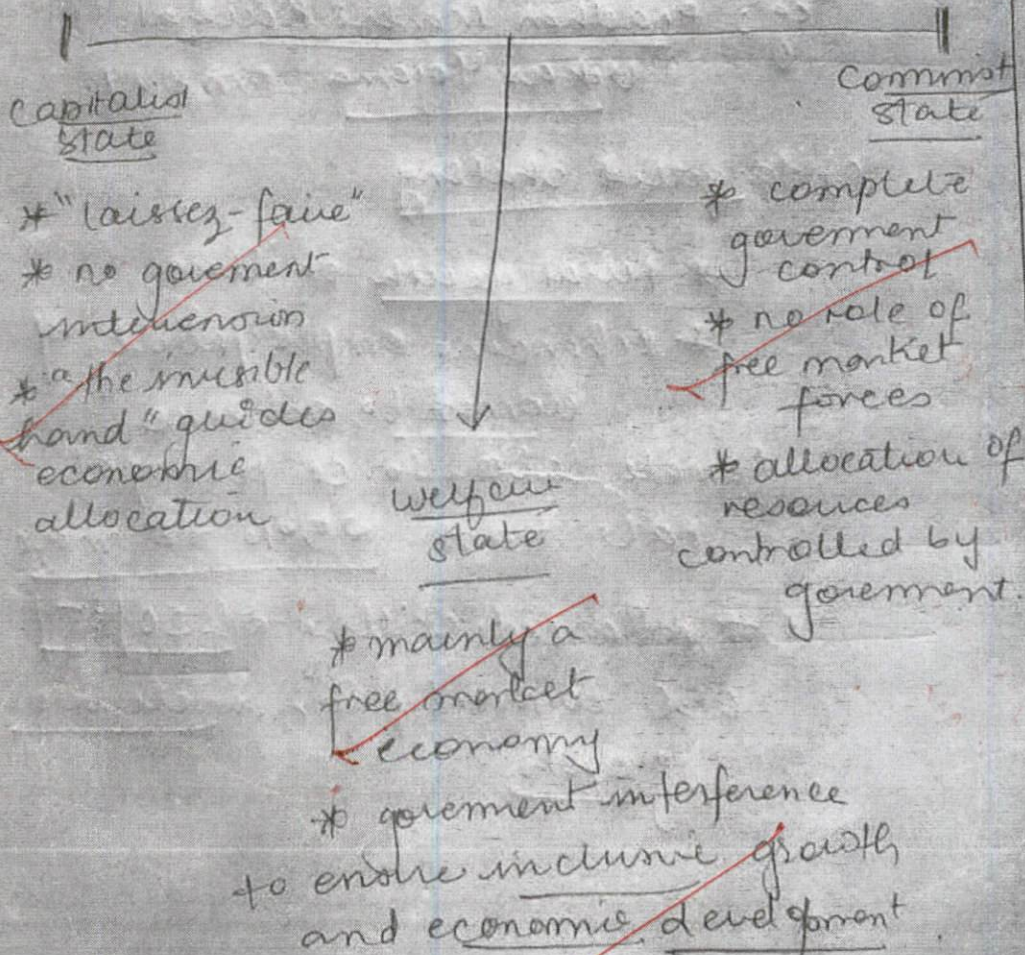 Capitalist
state
* "laissez-faire"
* no government
intervention
* "the invisible
hand" guides
economic
allocation
Commist
state
* complete
government
control
* no role of
free market
forces
* allocation of
resources
controlled by
government.
Welfare
state
* mainly a
free market
economy
* government interference
to ensure inclusive growth
and economic development.